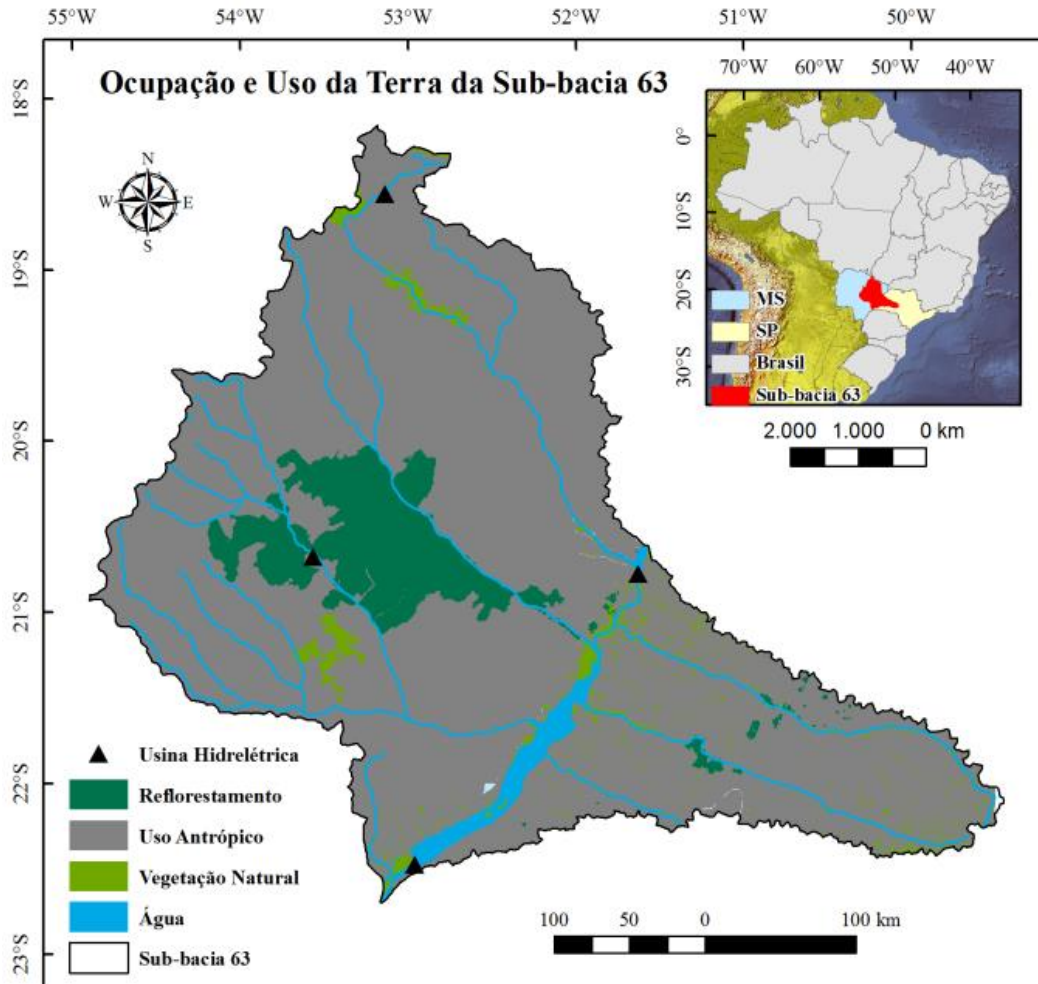 55°W 54°W 53°W 52°W 51°W 50°W
Ocupação e Uso da Terra da Sub-bacia 63
70°W 60°W 50°W 40°W
0°
10°S
20°S
30°S
MS
SP
Brasil
Sub-bacia 63
2.000 1.000 0 km
N
W E
S
18°S
19°S
20°S
21°S
22°S
23°S
Usina Hidrelétrica
Reflorestamento
Uso Antrópico
Vegetação Natural
Água
Sub-bacia 63
100 50 0 100 km